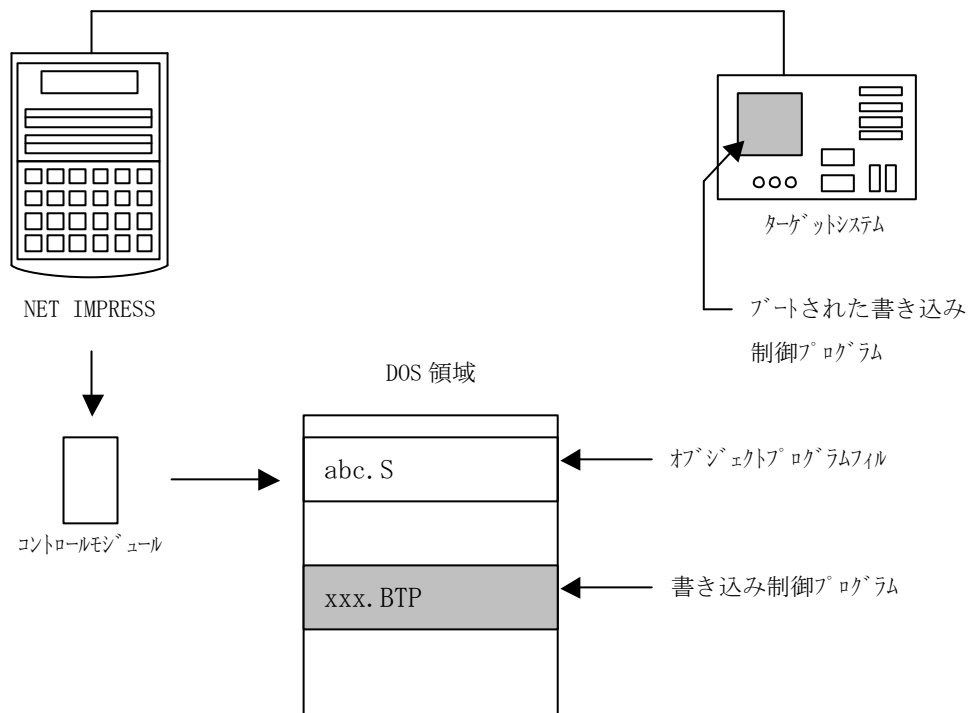 ﾀｰｹﾞｯﾄｼｽﾃﾑ
NET IMPRESS
ﾌﾞｰﾄされた書き込み
制御ﾌﾟﾛｸﾞﾗﾑ
DOS 領域
abc.S
ｵﾌﾞｼﾞｪｸﾄﾌﾟﾛｸﾞﾗﾑﾌｨﾙ
ｺﾝﾄﾛｰﾙﾓｼﾞｭｰﾙ
xxx.BTP
書き込み制御ﾌﾟﾛｸﾞﾗﾑ